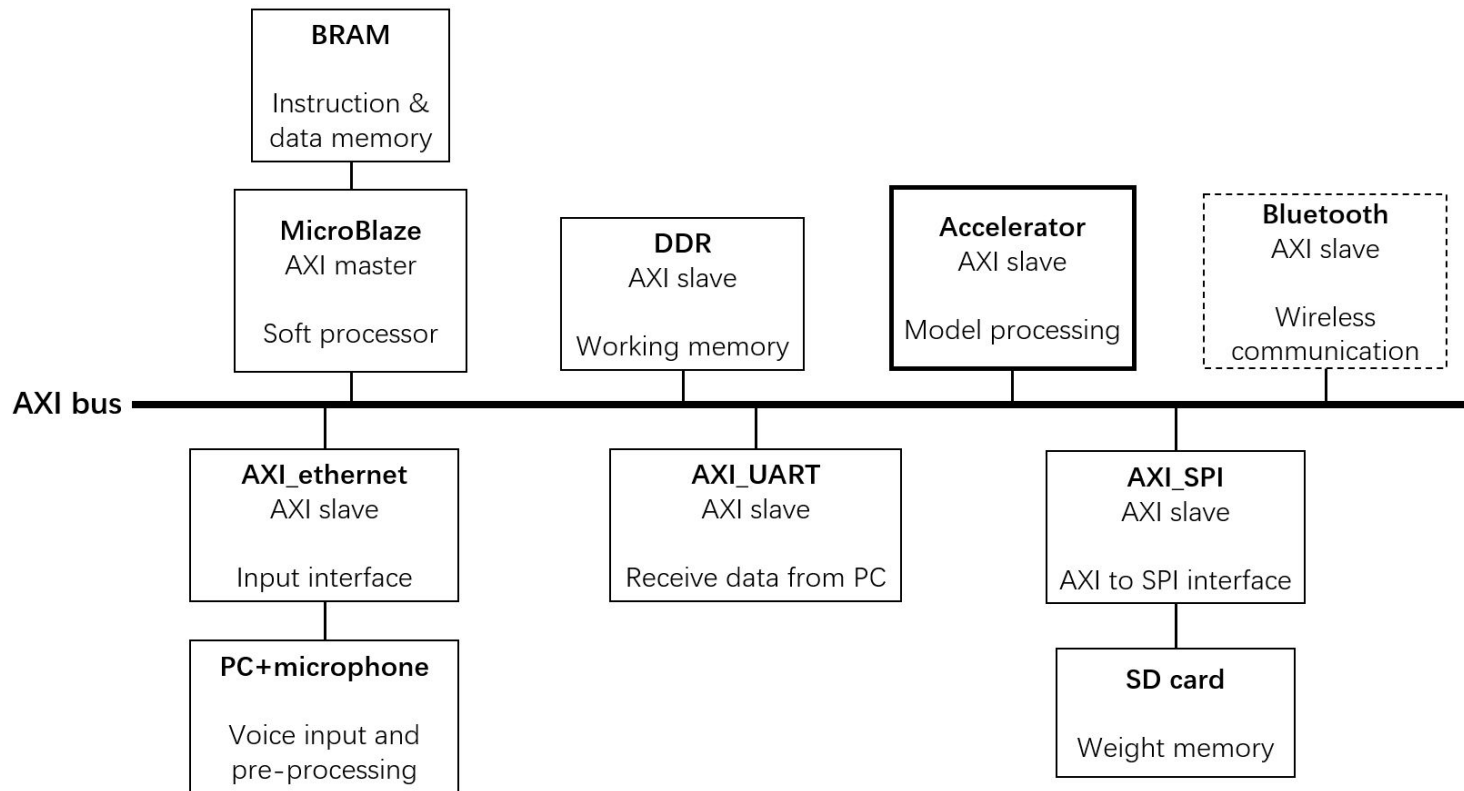 BRAM
Instruction &
data memory
MicroBlaze
AXI master
Soft processor
DDR
AXI slave
Working memory
Accelerator
AXI slave
Model processing
Bluetooth
AXI slave
Wireless
communication
AXI bus
AXI_ethernet
AXI slave
Input interface
AXI_UART
AXI slave
Receive data from PC
AXI_SPI
AXI slave
AXI to SPI interface
PC+microphone
Voice input and
pre-processing
SD card
Weight memory